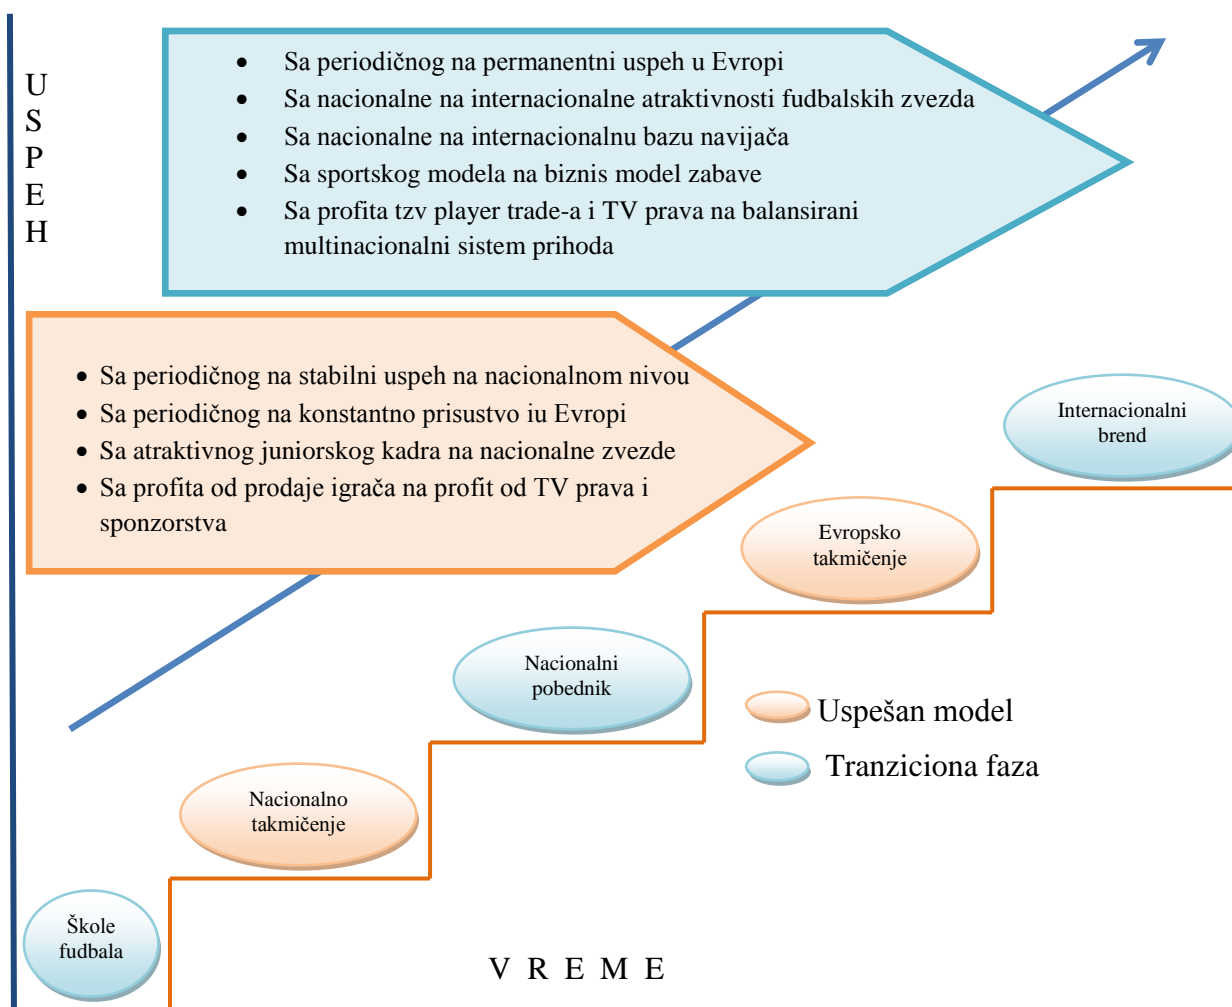 USPEH
• Sa periodičnog na permanentni uspeh u Evropi
• Sa nacionalne na internacionalne atraktivnosti fudbalskih zvezda
• Sa nacionalne na internacionalnu bazu navijača
• Sa sportskog modela na biznis model zabave
• Sa profita tzv player trade-a i TV prava na balansirani
multinacionalni sistem prihoda
• Sa periodičnog na stabilni uspeh na nacionalnom nivou
• Sa periodičnog na konstantno prisustvo iu Evropi
• Sa atraktivnog juniorskog kadra na nacionalne zvezde
• Sa profita od prodaje igrača na profit od TV prava i
sponzorstva
Internacionalni
brend
Evropsko
takmičenje
Nacionalni
pobednik
Uspešan model
Tranziciona faza
Nacionalno
takmičenje
Škole
fudbala
V R E M E